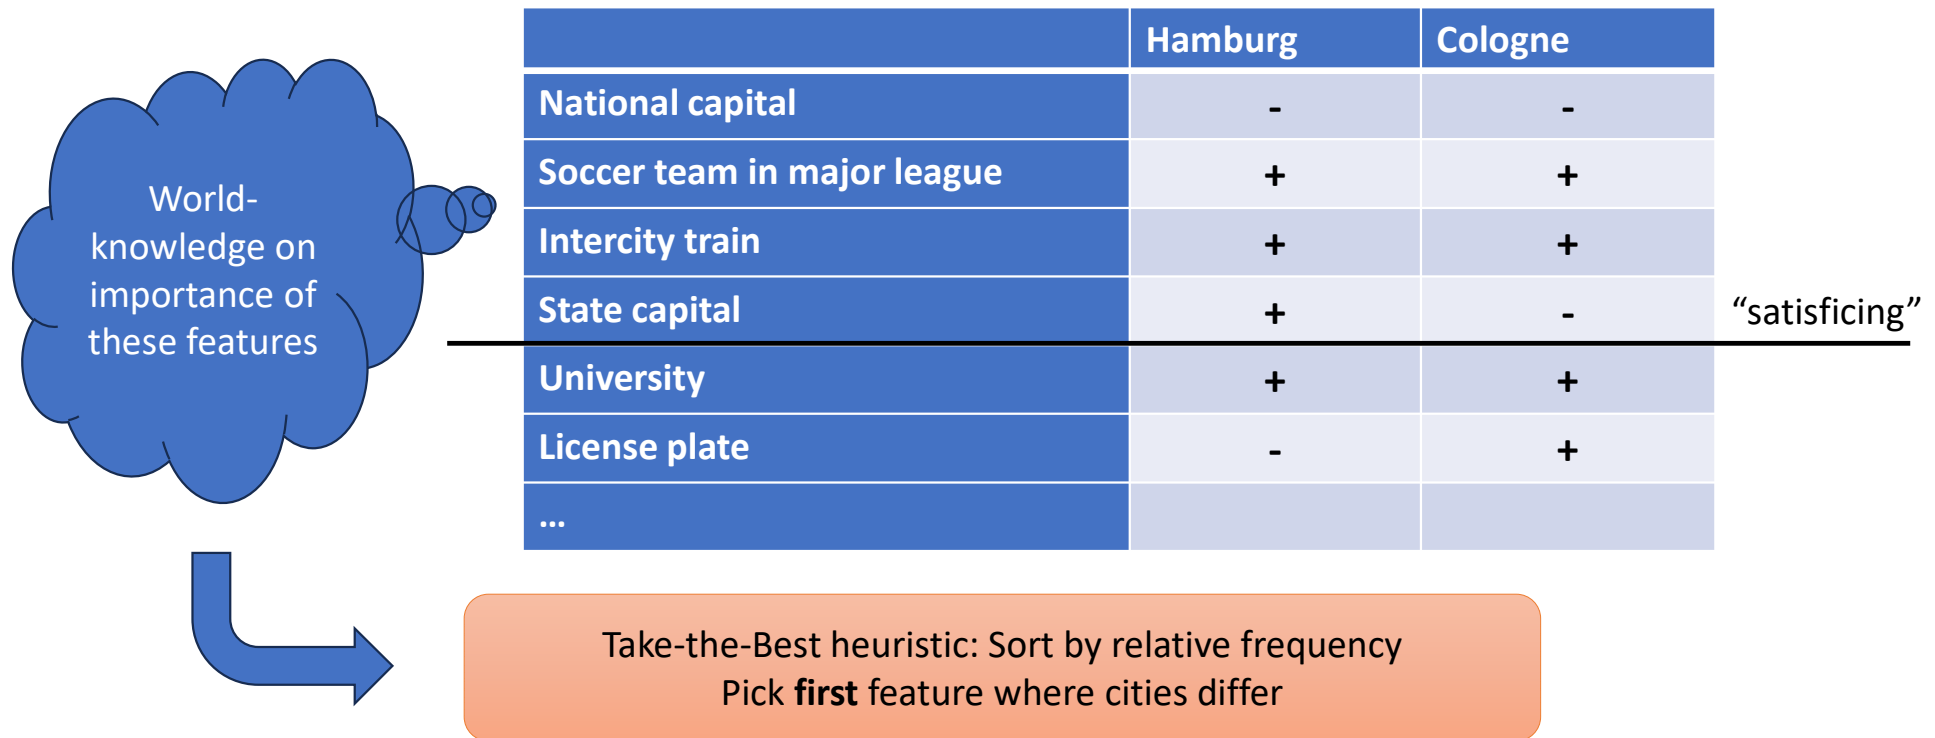 Hamburg Cologne
National capital - -
Soccer team in major league + +
Intercity train + +
State capital + -
University + +
License plate - +
...
World-
knowledge on
importance of
these features
“satisficing”
Take-the-Best heuristic: Sort by relative frequency
Pick first feature where cities differ